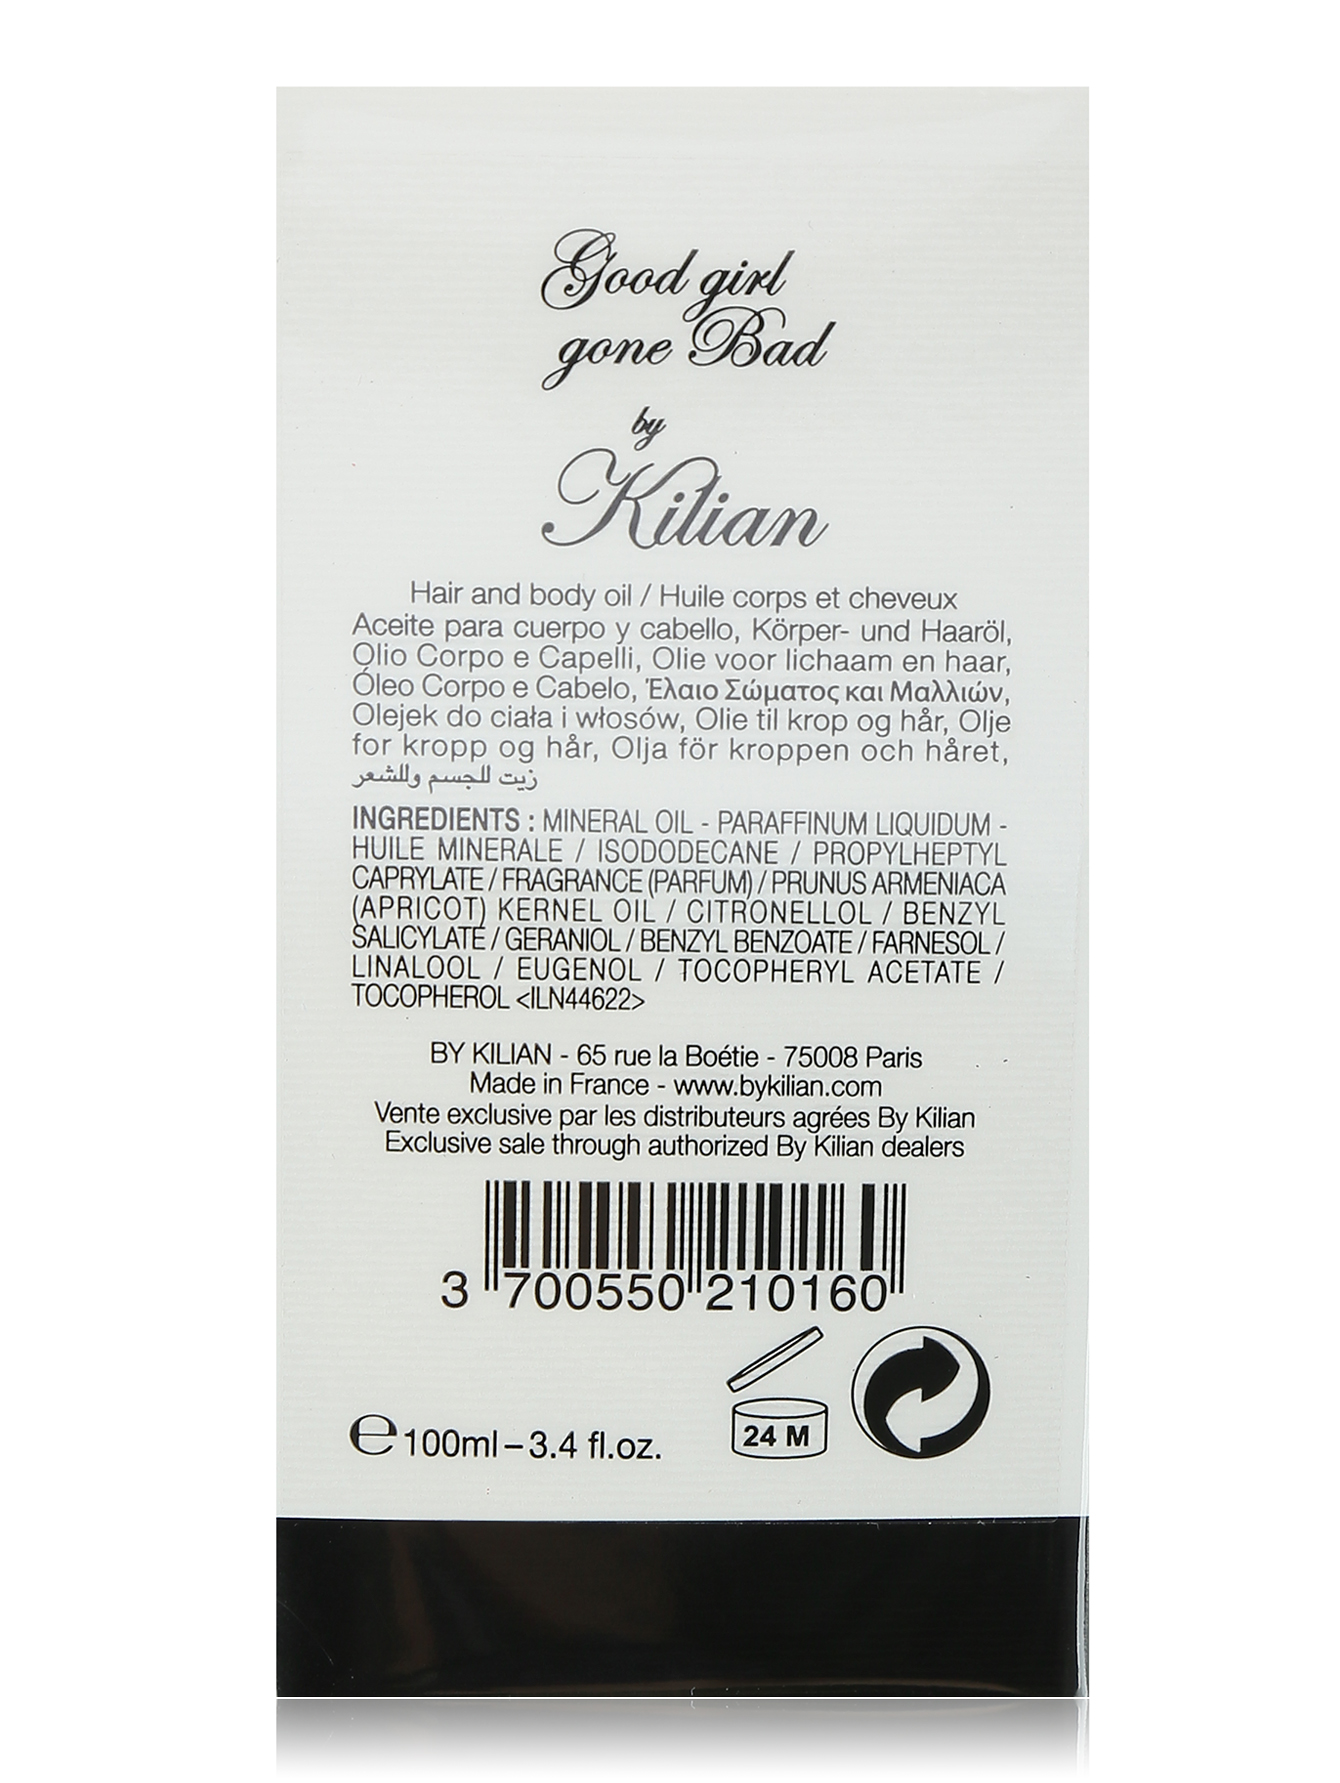 Good girl
gone Bad
by
Kilian
Hair and body oil / Huile corps et cheveux
Aceite para cuerpo y cabello, Körper- und Haaröl,
Olio Corpo e Capelli, Olie voor lichaam en haar,
Óleo Corpo e Cabelo, Έλαιο Σώματος και Μαλλιών,
Olejek do ciała i włosów, Olie til krop og hår, Olje
for kropp og hår, Olja för kroppen och håret,
زيت للجسم وللشعر
INGREDIENTS : MINERAL OIL - PARAFFINUM LIQUIDUM -
HUILE MINERALE / ISODODECANE / PROPYLHEPTYL
CAPRYLATE / FRAGRANCE (PARFUM) / PRUNUS ARMENIACA
(APRICOT) KERNEL OIL / CITRONELLOL / BENZYL
SALICYLATE / GERANIOL / BENZYL BENZOATE / FARNESOL /
LINALOOL / EUGENOL / TOCOPHERYL ACETATE /
TOCOPHEROL <ILN44622>
BY KILIAN - 65 rue la Boétie - 75008 Paris
Made in France - www.bykilian.com
Vente exclusive par les distributeurs agrées By Kilian
Exclusive sale through authorized By Kilian dealers
3 700550 210160
24 M
℮ 100ml – 3.4 fl.oz.